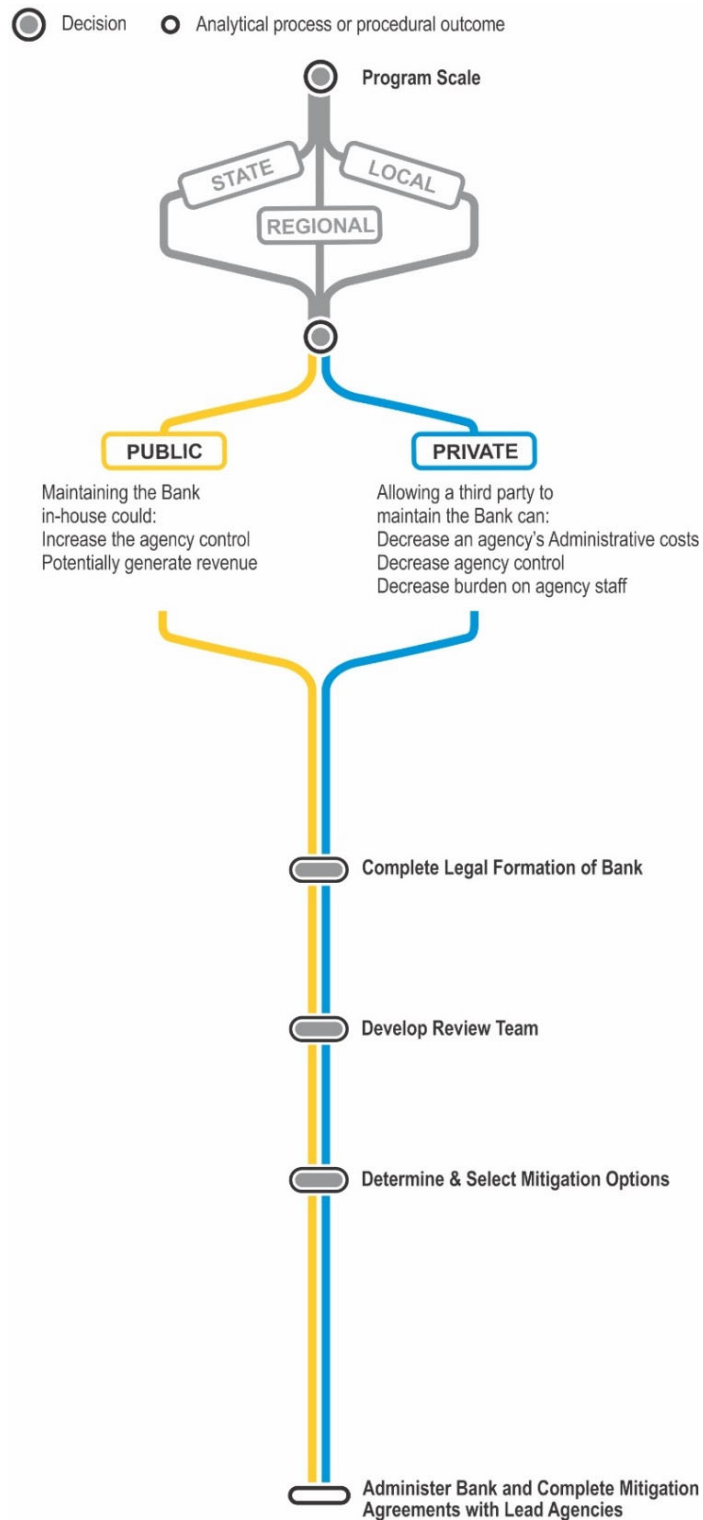 Decision
Analytical process or procedural outcome
Program Scale
STATE
LOCAL
REGIONAL
PUBLIC
Maintaining the Bank
in-house could:
Increase the agency control
Potentially generate revenue
PRIVATE
Allowing a third party to
maintain the Bank can:
Decrease an agency's Administrative costs
Decrease agency control
Decrease burden on agency staff
Complete Legal Formation of Bank
Develop Review Team
Determine & Select Mitigation Options
Administer Bank and Complete Mitigation
Agreements with Lead Agencies